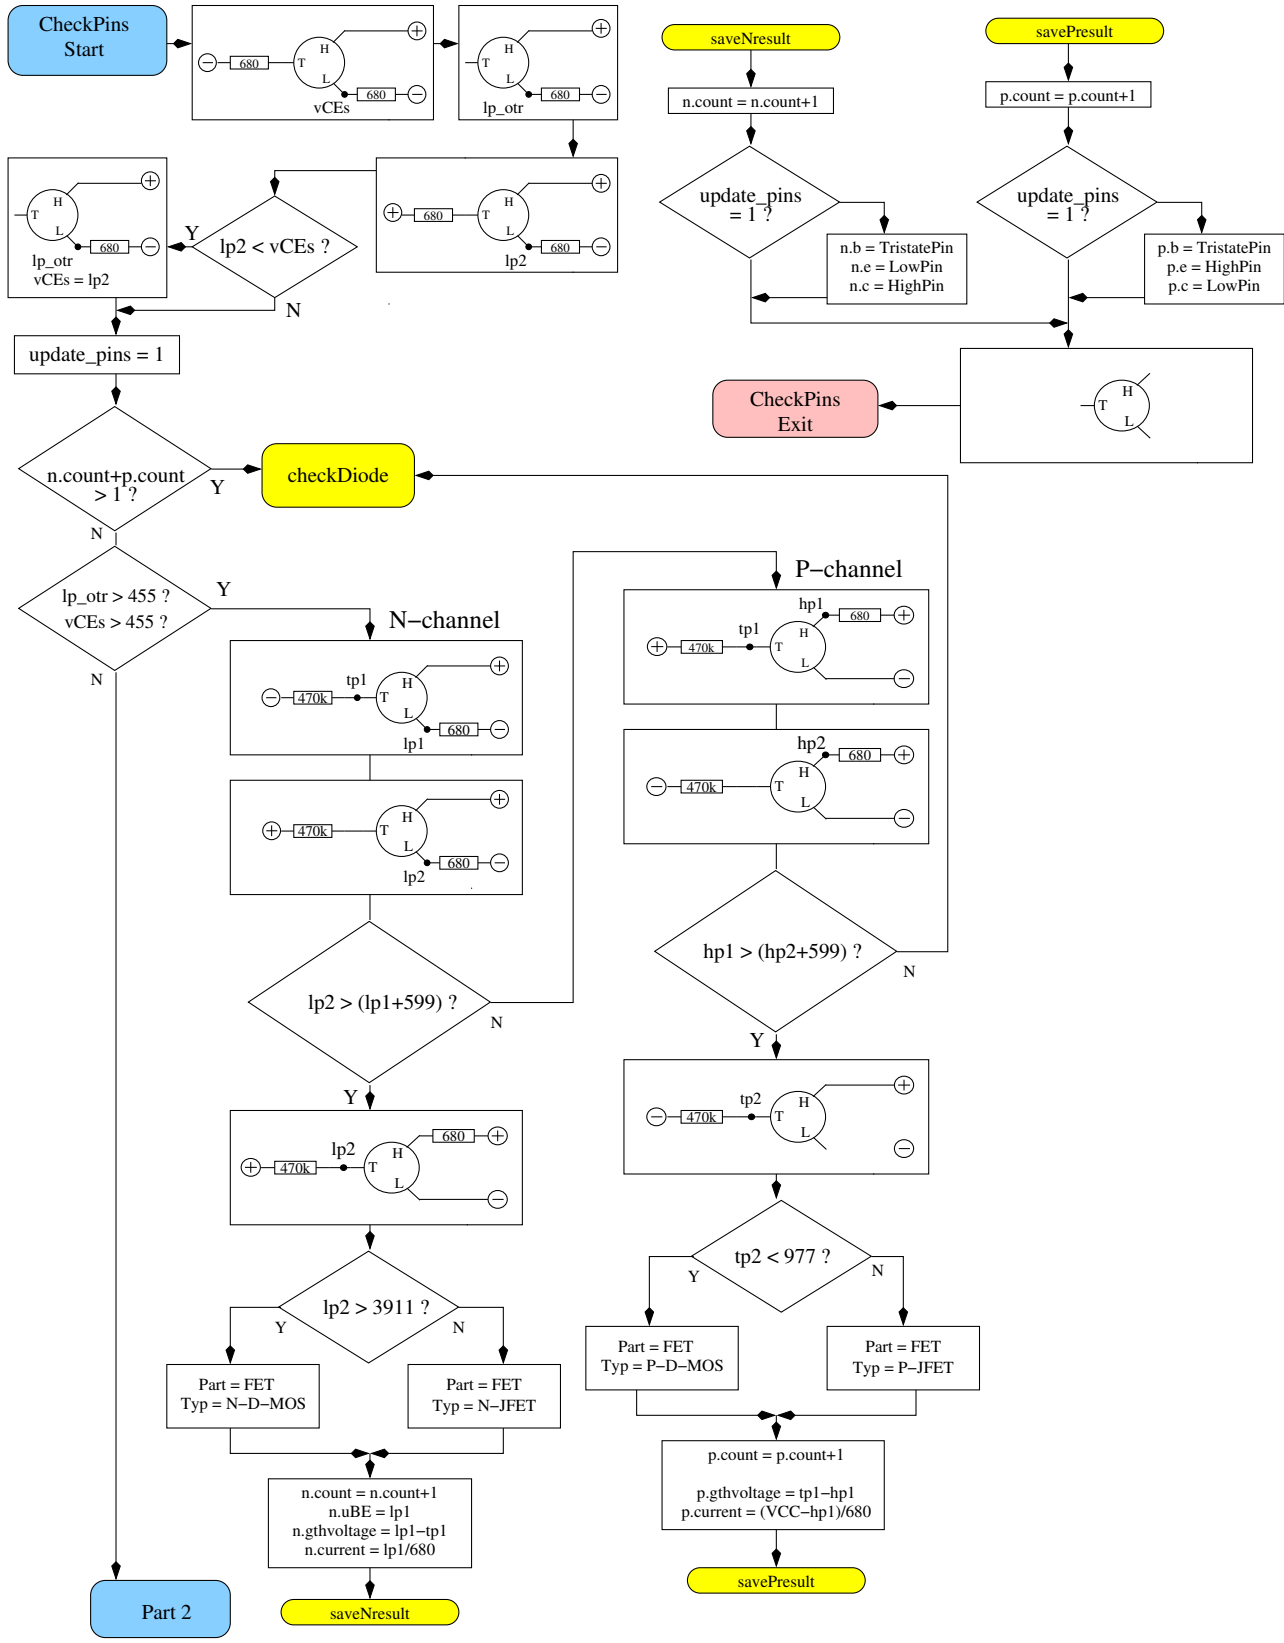 CheckPins
Start
H
T
L
680
680
vCEs
H
T
L
680
lp_otr
saveNresult
n.count = n.count+1
update_pins
= 1 ?
n.b = TristatePin
n.e = LowPin
n.c = HighPin
savePresult
p.count = p.count+1
update_pins
= 1 ?
p.b = TristatePin
p.e = HighPin
p.c = LowPin
H
T
L
680
lp_otr
vCEs = lp2
Y
lp2 < vCEs ?
N
H
T
L
680
680
lp2
update_pins = 1
CheckPins
Exit
H
T
L
n.count+p.count
> 1 ?
Y
N
checkDiode
lp_otr > 455 ?
vCEs > 455 ?
Y
N
N−channel
tp1
470k
H
T
L
680
lp1
470k
H
T
L
680
lp2
lp2 > (lp1+599) ?
N
Y
lp2
470k
H
T
L
680
lp2 > 3911 ?
Y
N
Part = FET
Typ = N−D−MOS
Part = FET
Typ = N−JFET
n.count = n.count+1
n.uBE = lp1
n.gthvoltage = lp1−tp1
n.current = lp1/680
saveNresult
Part 2
P−channel
hp1
680
tp1
470k
H
T
L
hp2
680
470k
H
T
L
hp1 > (hp2+599) ?
N
Y
tp2
470k
H
T
L
tp2 < 977 ?
Y
N
Part = FET
Typ = P−D−MOS
Part = FET
Typ = P−JFET
p.count = p.count+1
p.gthvoltage = tp1−hp1
p.current = (VCC−hp1)/680
savePresult